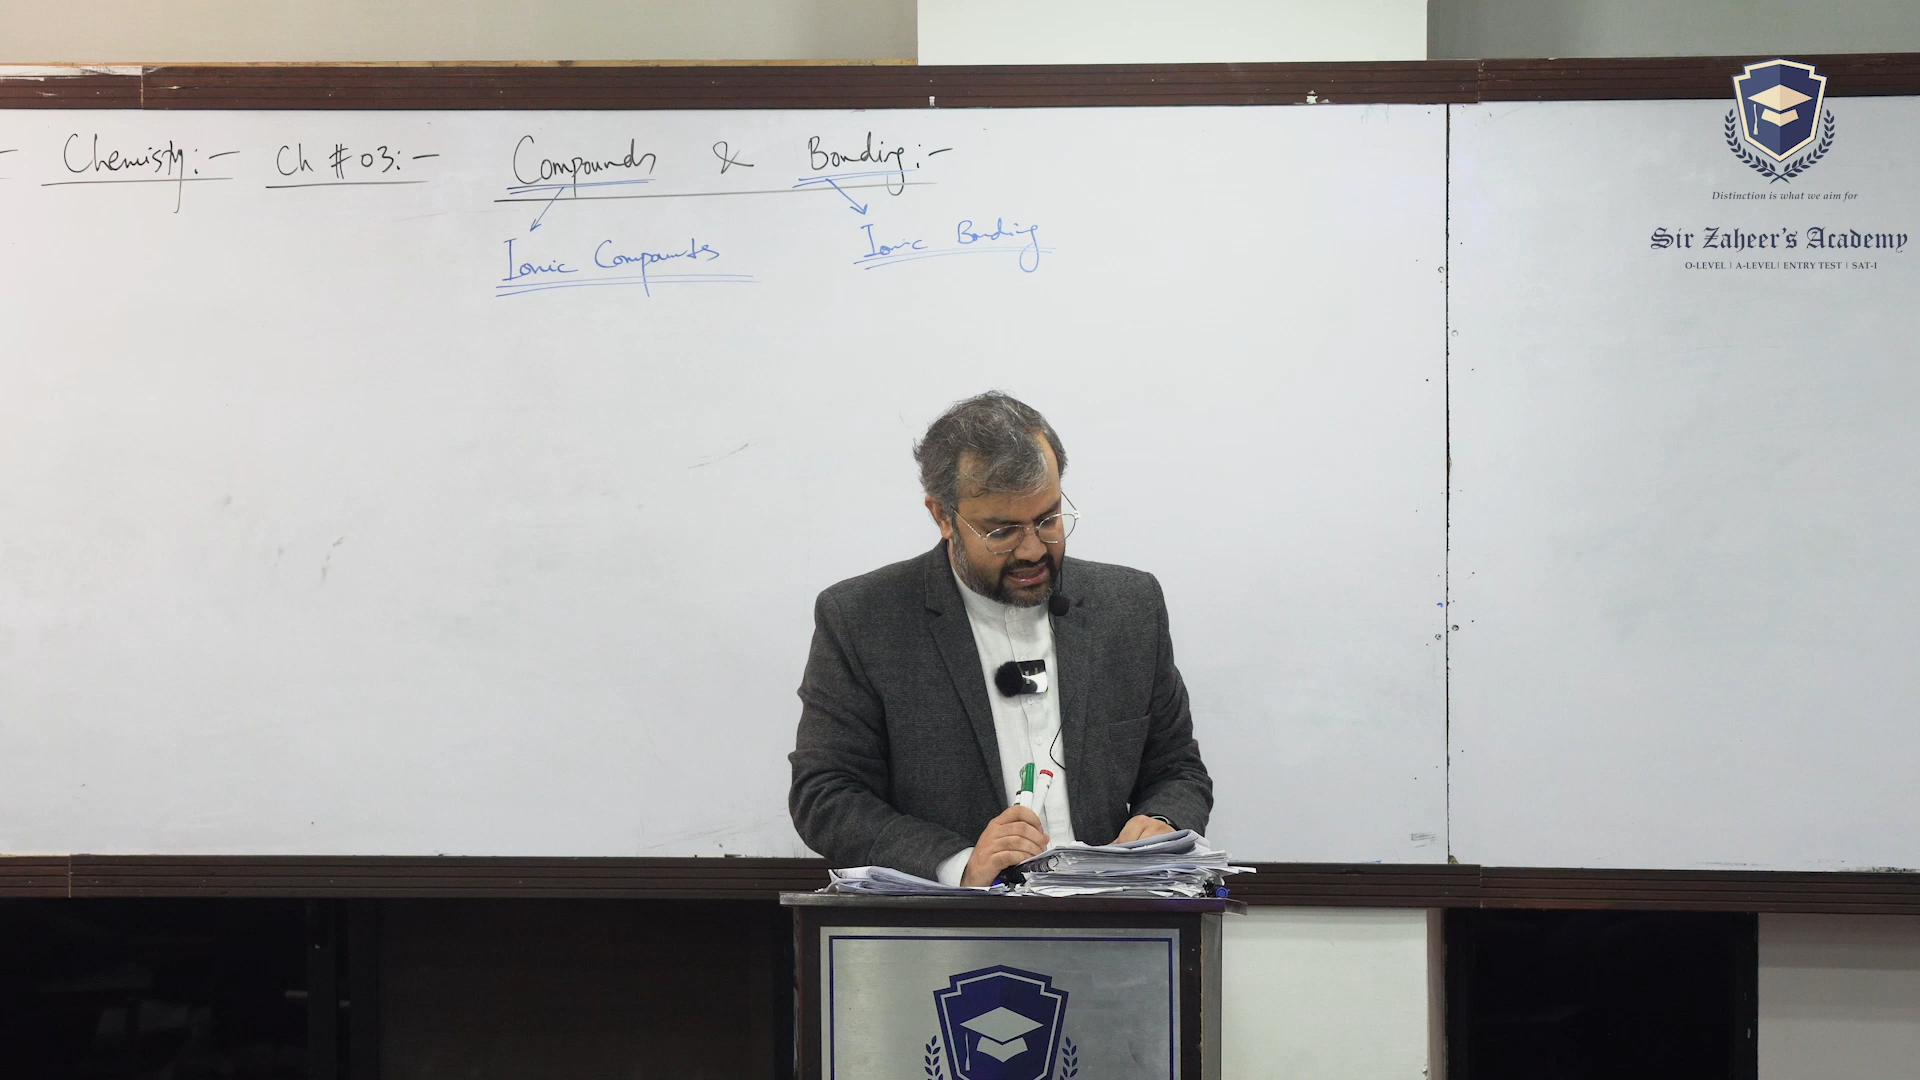 Chemistry:- Ch # 03:- Compounds & Bonding:-
Ionic Compounds
Ionic Bonding
Distinction is what we aim for
Sir Zaheer's Academy
O-LEVEL | A-LEVEL | ENTRY TEST | SAT-I